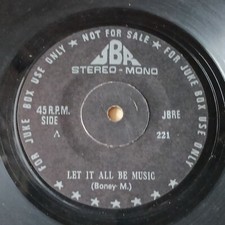 ★ NOT FOR SALE ★ FOR JUKE BOX USE ONLY ★ FOR JUKE BOX USE ONLY
JBA
STEREO-MONO
45 R.P.M. JBRE
SIDE
A 221
LET IT ALL BE MUSIC
(Boney M.)